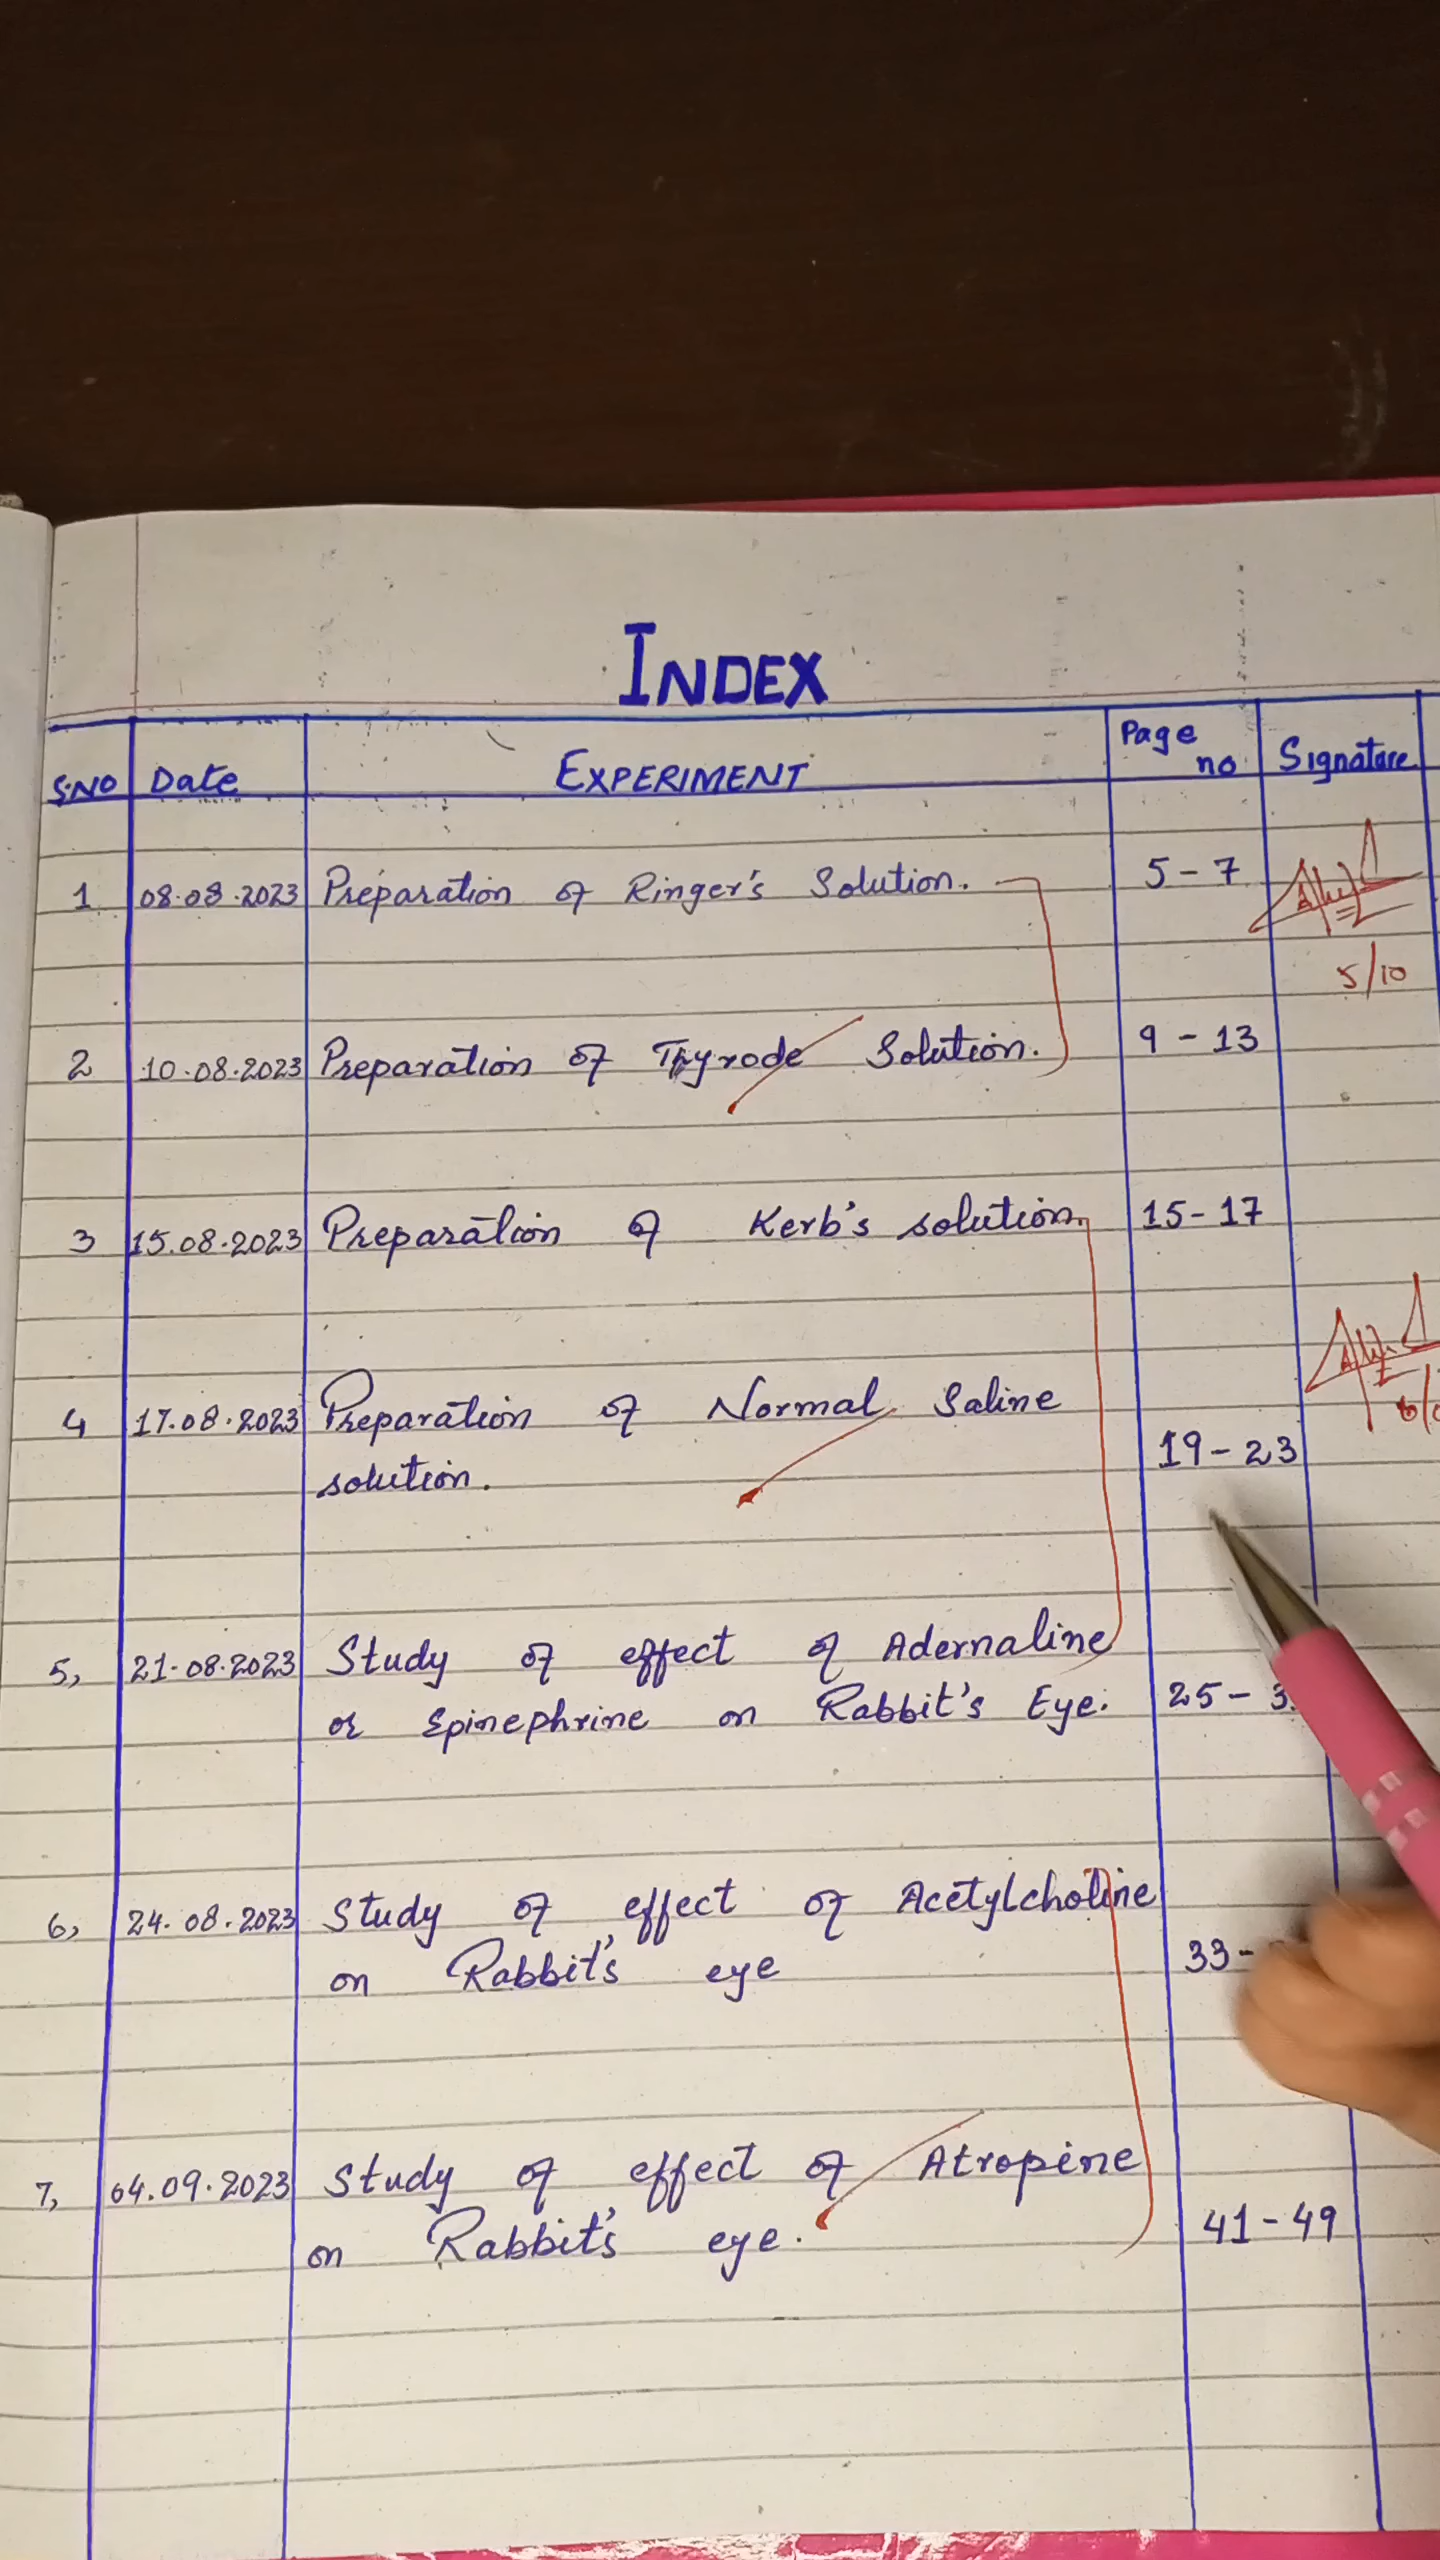 INDEX
S.NO Date EXPERIMENT Page no Signature
1 08.08.2023 Preparation of Ringer's Solution. 5-7
5/10
2 10.08.2023 Preparation of Thyrode Solution. 9-13
3 15.08.2023 Preparation of Kerb's solution. 15-17
4 17.08.2023 Preparation of Normal Saline
solution. 19-23
5, 21.08.2023 Study of effect of Adernaline
or Epinephrine on Rabbit's Eye. 25-
6, 24.08.2023 Study of effect of Acetylcholine
on Rabbit's eye 33-
7, 04.09.2023 Study of effect of Atropine
on Rabbit's eye. 41-49